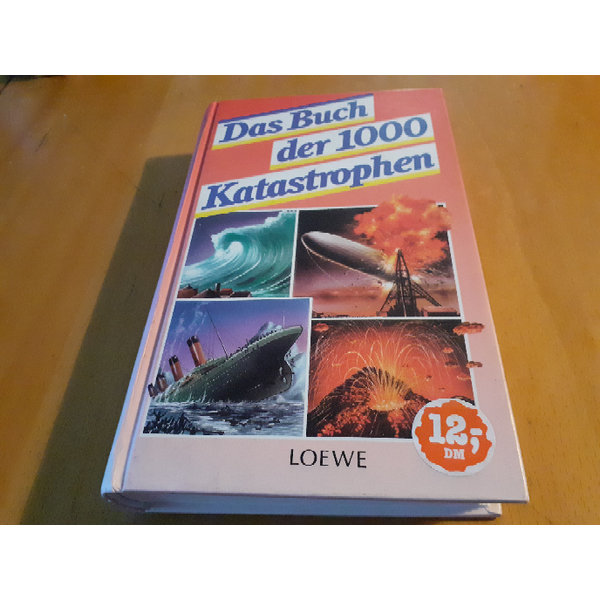 Das Buch
der 1000
Katastrophen
LOEWE
12,-
DM